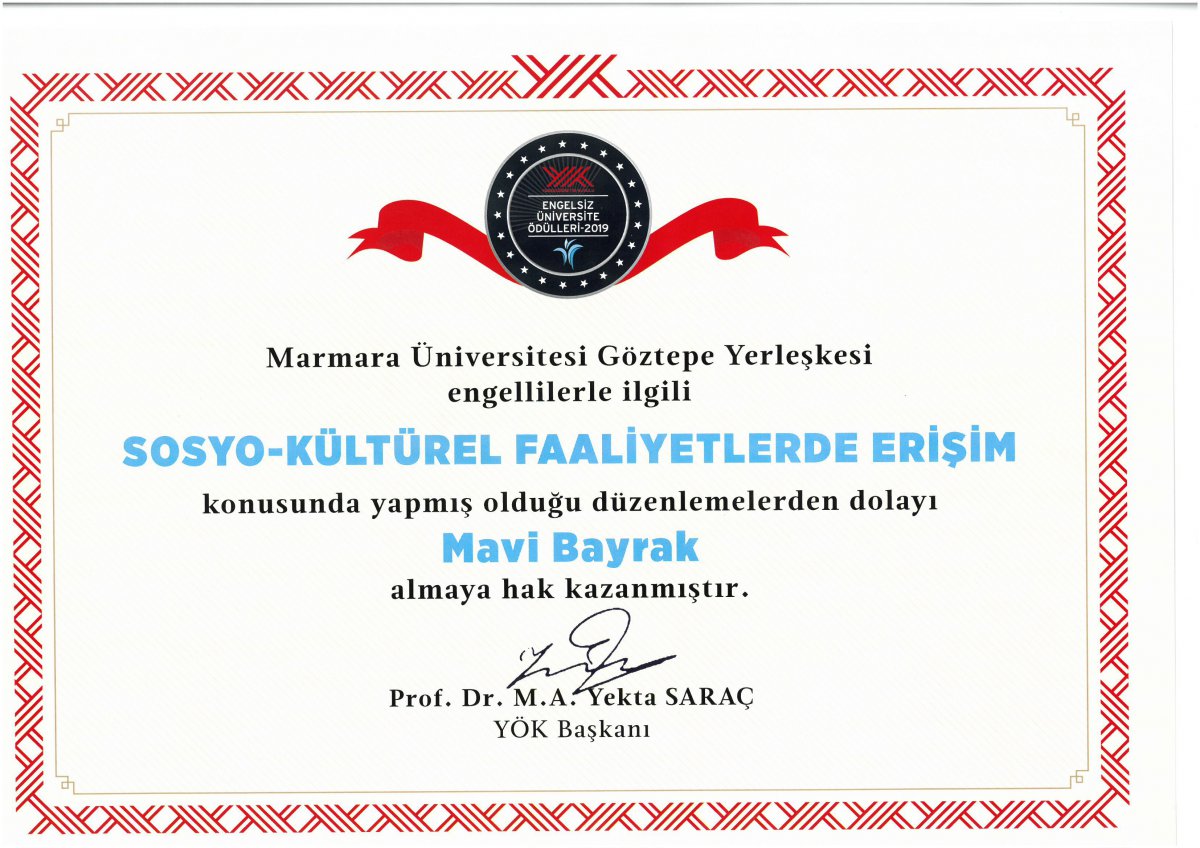 YÖK
ENGELSİZ
ÜNİVERSİTE
ÖDÜLLERİ-2019
Marmara Üniversitesi Göztepe Yerleşkesi
engellilerle ilgili
SOSYO-KÜLTÜREL FAALİYETLERDE ERİŞİM
konusunda yapmış olduğu düzenlemelerden dolayı
Mavi Bayrak
almaya hak kazanmıştır.
Prof. Dr. M.A. Yekta SARAÇ
YÖK Başkanı